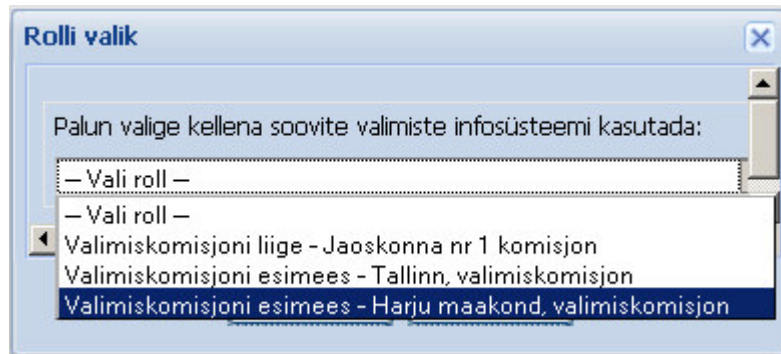 Rolli valik
Palun valige kellena soovite valimiste infosüsteemi kasutada:
— Vali roll —
— Vali roll —
Valimiskomisjoni liige - Jaoskonna nr 1 komisjon
Valimiskomisjoni esimees - Tallinn, valimiskomisjon
Valimiskomisjoni esimees - Harju maakond, valimiskomisjon